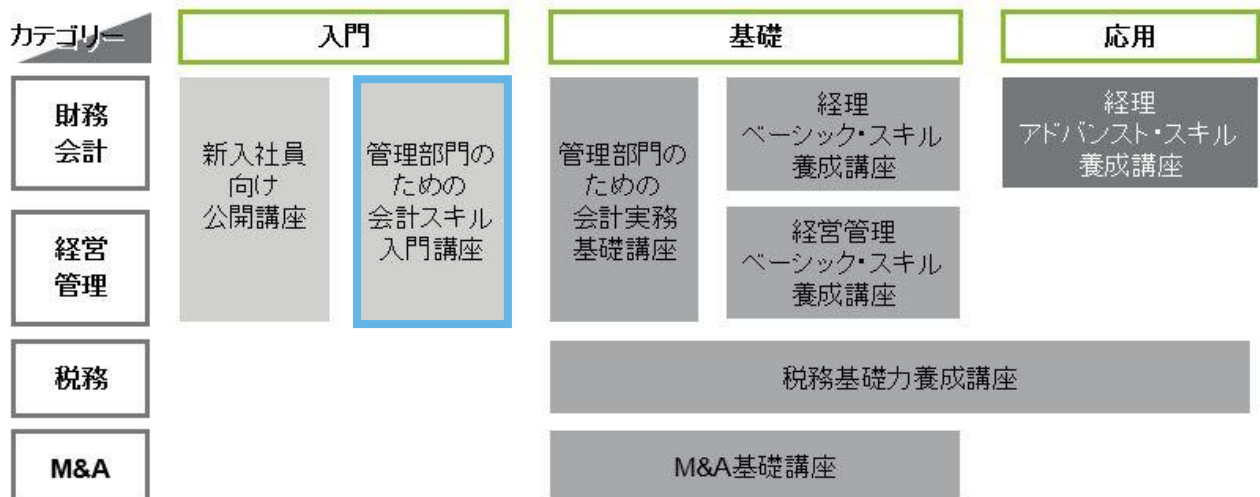 カテゴリー
入門
基礎
応用
財務
会計
新入社員
向け
公開講座
管理部門の
ための
会計スキル
入門講座
管理部門の
ための
会計実務
基礎講座
経理
ベーシック・スキル
養成講座
経理
アドバンスト・スキル
養成講座
経営
管理
経営管理
ベーシック・スキル
養成講座
税務
税務基礎力養成講座
M&A
M&A基礎講座